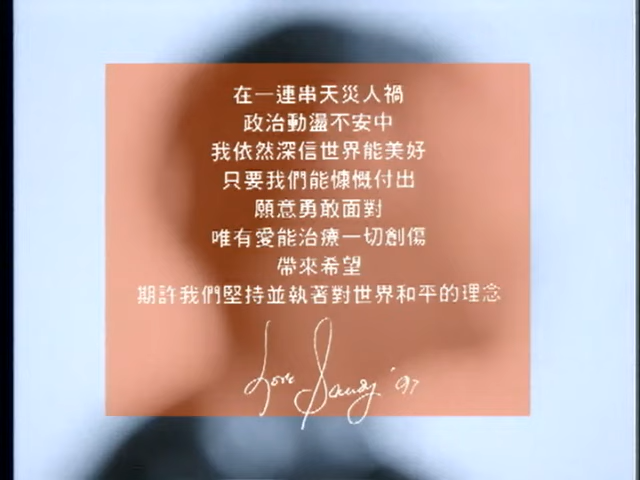 在一連串天災人禍
政治動盪不安中
我依然深信世界能美好
只要我們能慷慨付出
願意勇敢面對
唯有愛能治療一切創傷
帶來希望
期許我們堅持並執著對世界和平的理念
Love Sandy '97